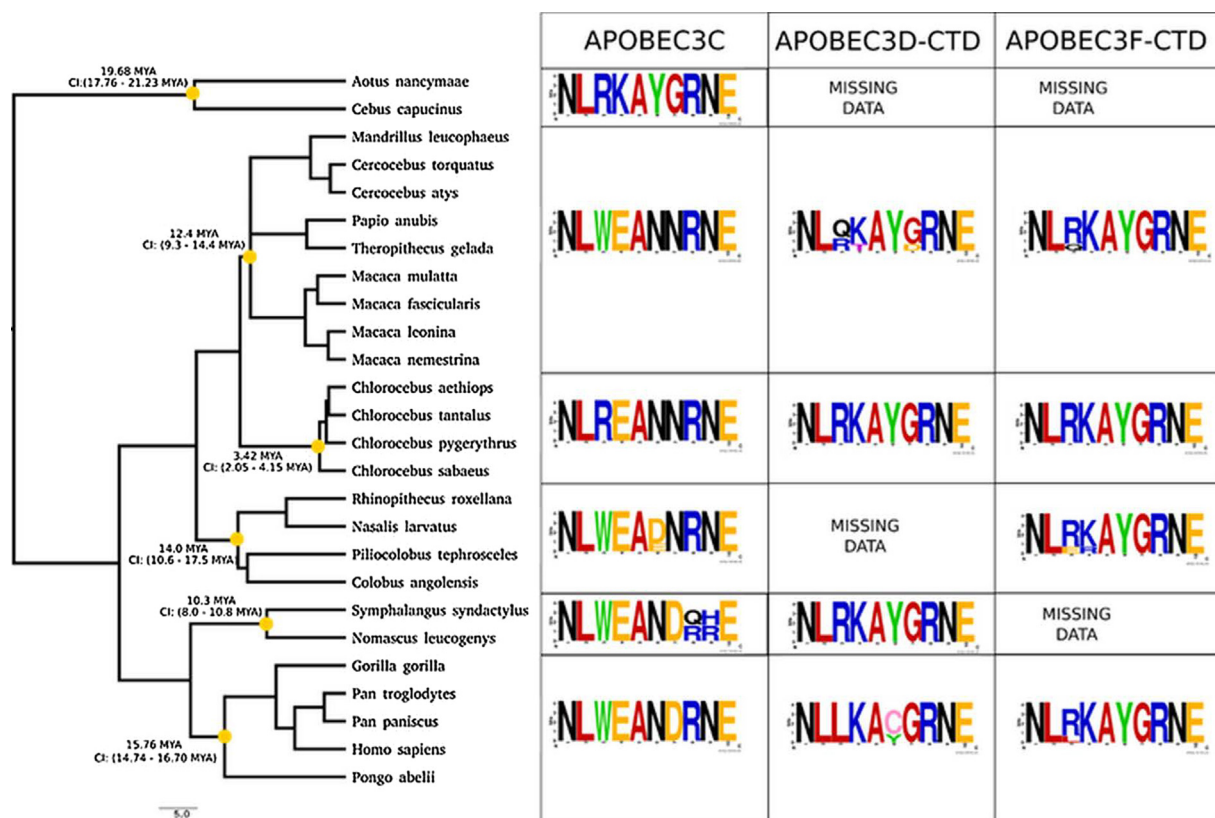 APOBEC3C APOBEC3D-CTD APOBEC3F-CTD
19.68 MYA
CI:(17.76 - 21.23 MYA)
Aotus nancymaae
Cebus capucinus
NLRKAYGRNE
MISSING
DATA
MISSING
DATA
Mandrillus leucophaeus
Cercocebus torquatus
Cercocebus atys
Papio anubis
Theropithecus gelada
Macaca mulatta
Macaca fascicularis
Macaca leonina
Macaca nemestrina
12.4 MYA
CI: (9.3 - 14.4 MYA)
NLWEANNRNE
NLQKAYGRNE
NLRKAYGRNE
Chlorocebus aethiops
Chlorocebus tantalus
Chlorocebus pygerythrus
Chlorocebus sabaeus
3.42 MYA
CI: (2.05 - 4.15 MYA)
NLREANNRNE
NLRKAYGRNE
NLRKAYGRNE
Rhinopithecus roxellana
Nasalis larvatus
Piliocolobus tephrosceles
Colobus angolensis
14.0 MYA
CI: (10.6 - 17.5 MYA)
NLWEADNRNE
MISSING
DATA
NLRKAYGRNE
Symphalangus syndactylus
Nomascus leucogenys
10.3 MYA
CI: (8.0 - 10.8 MYA)
NLWEANDQHE
RR
NLRKAYGRNE
MISSING
DATA
Gorilla gorilla
Pan troglodytes
Pan paniscus
Homo sapiens
Pongo abelii
15.76 MYA
CI: (14.74 - 16.70 MYA)
NLWEANDRNE
NLLKACGRNE
Y
NLRKAYGRNE
5.0